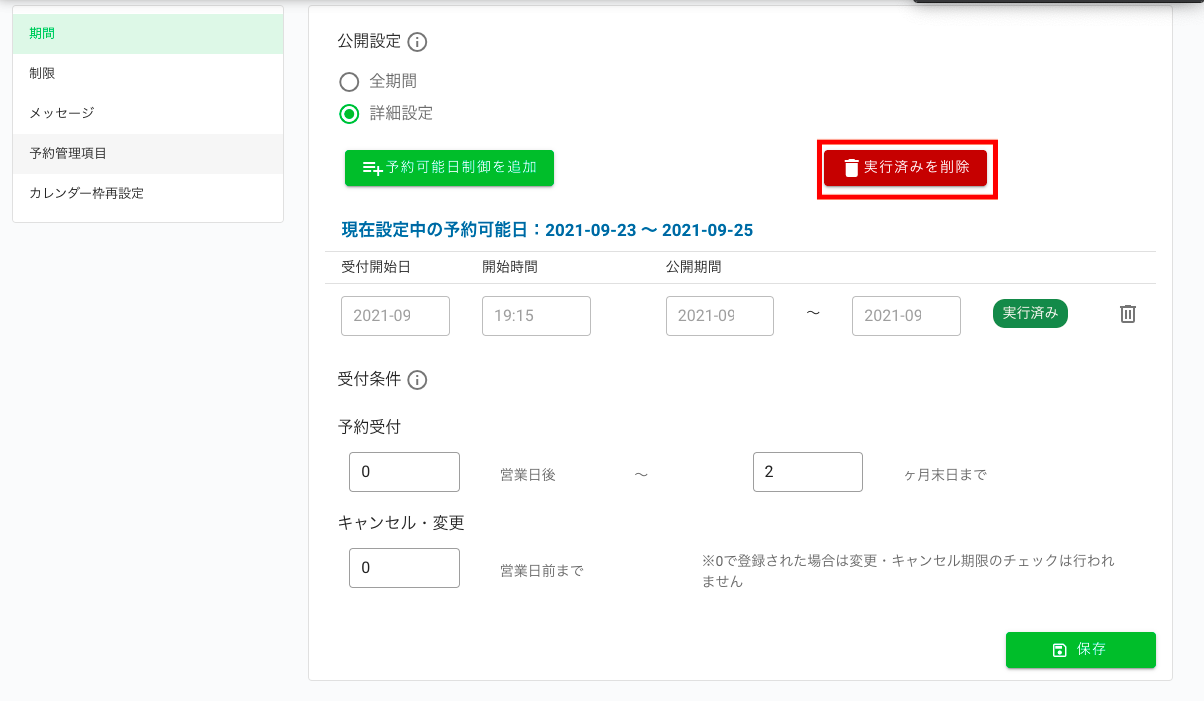 期間
制限
メッセージ
予約管理項目
カレンダー枠再設定
公開設定
全期間
詳細設定
予約可能日制御を追加
実行済みを削除
現在設定中の予約可能日：2021-09-23 〜 2021-09-25
受付開始日 開始時間 公開期間
2021-09 19:15 2021-09 〜 2021-09 実行済み
受付条件
予約受付
0 営業日後 〜 2 ヶ月末日まで
キャンセル・変更
0 営業日前まで
※0で登録された場合は変更・キャンセル期限のチェックは行われ
ません
保存